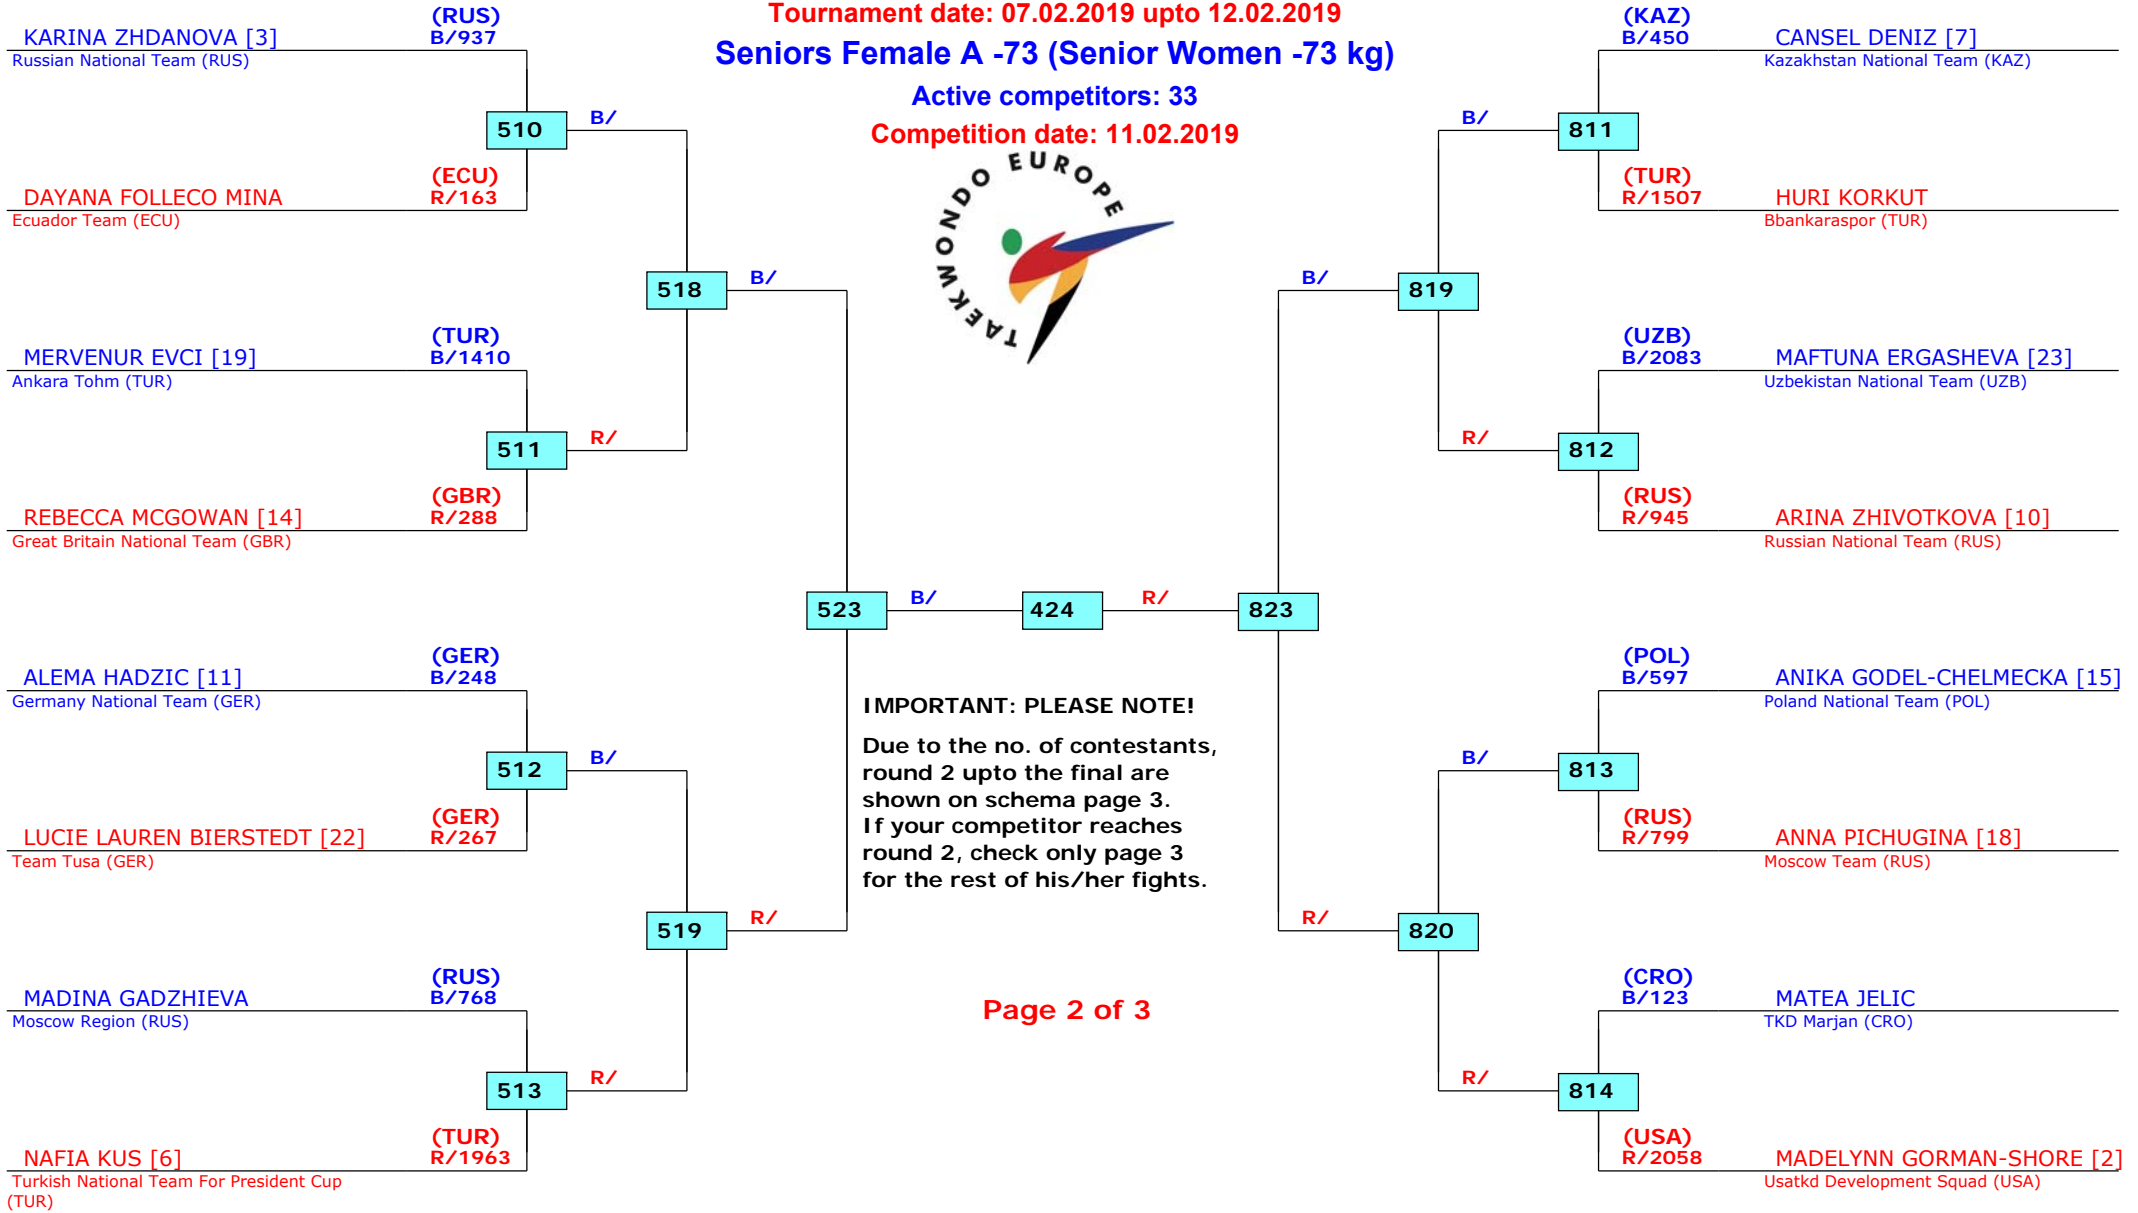 Tournament date: 07.02.2019 upto 12.02.2019
Seniors Female A -73 (Senior Women -73 kg)
Active competitors: 33
Competition date: 11.02.2019
TAEKWONDO EUROPE
KARINA ZHDANOVA [3]
(RUS)
B/937
Russian National Team (RUS)
510
B/
DAYANA FOLLECO MINA
(ECU)
R/163
Ecuador Team (ECU)
518
B/
MERVENUR EVCI [19]
(TUR)
B/1410
Ankara Tohm (TUR)
511
R/
REBECCA MCGOWAN [14]
(GBR)
R/288
Great Britain National Team (GBR)
523
B/
424
R/
823
ALEMA HADZIC [11]
(GER)
B/248
Germany National Team (GER)
512
B/
LUCIE LAUREN BIERSTEDT [22]
(GER)
R/267
Team Tusa (GER)
519
R/
MADINA GADZHIEVA
(RUS)
B/768
Moscow Region (RUS)
513
R/
NAFIA KUS [6]
(TUR)
R/1963
Turkish National Team For President Cup
(TUR)
IMPORTANT: PLEASE NOTE!
Due to the no. of contestants,
round 2 upto the final are
shown on schema page 3.
If your competitor reaches
round 2, check only page 3
for the rest of his/her fights.
Page 2 of 3
(KAZ)
B/450
CANSEL DENIZ [7]
Kazakhstan National Team (KAZ)
B/
811
(TUR)
R/1507
HURI KORKUT
Bbankaraspor (TUR)
B/
819
(UZB)
B/2083
MAFTUNA ERGASHEVA [23]
Uzbekistan National Team (UZB)
R/
812
(RUS)
R/945
ARINA ZHIVOTKOVA [10]
Russian National Team (RUS)
(POL)
B/597
ANIKA GODEL-CHELMECKA [15]
Poland National Team (POL)
B/
813
(RUS)
R/799
ANNA PICHUGINA [18]
Moscow Team (RUS)
R/
820
(CRO)
B/123
MATEA JELIC
TKD Marjan (CRO)
R/
814
(USA)
R/2058
MADELYNN GORMAN-SHORE [2]
Usatkd Development Squad (USA)